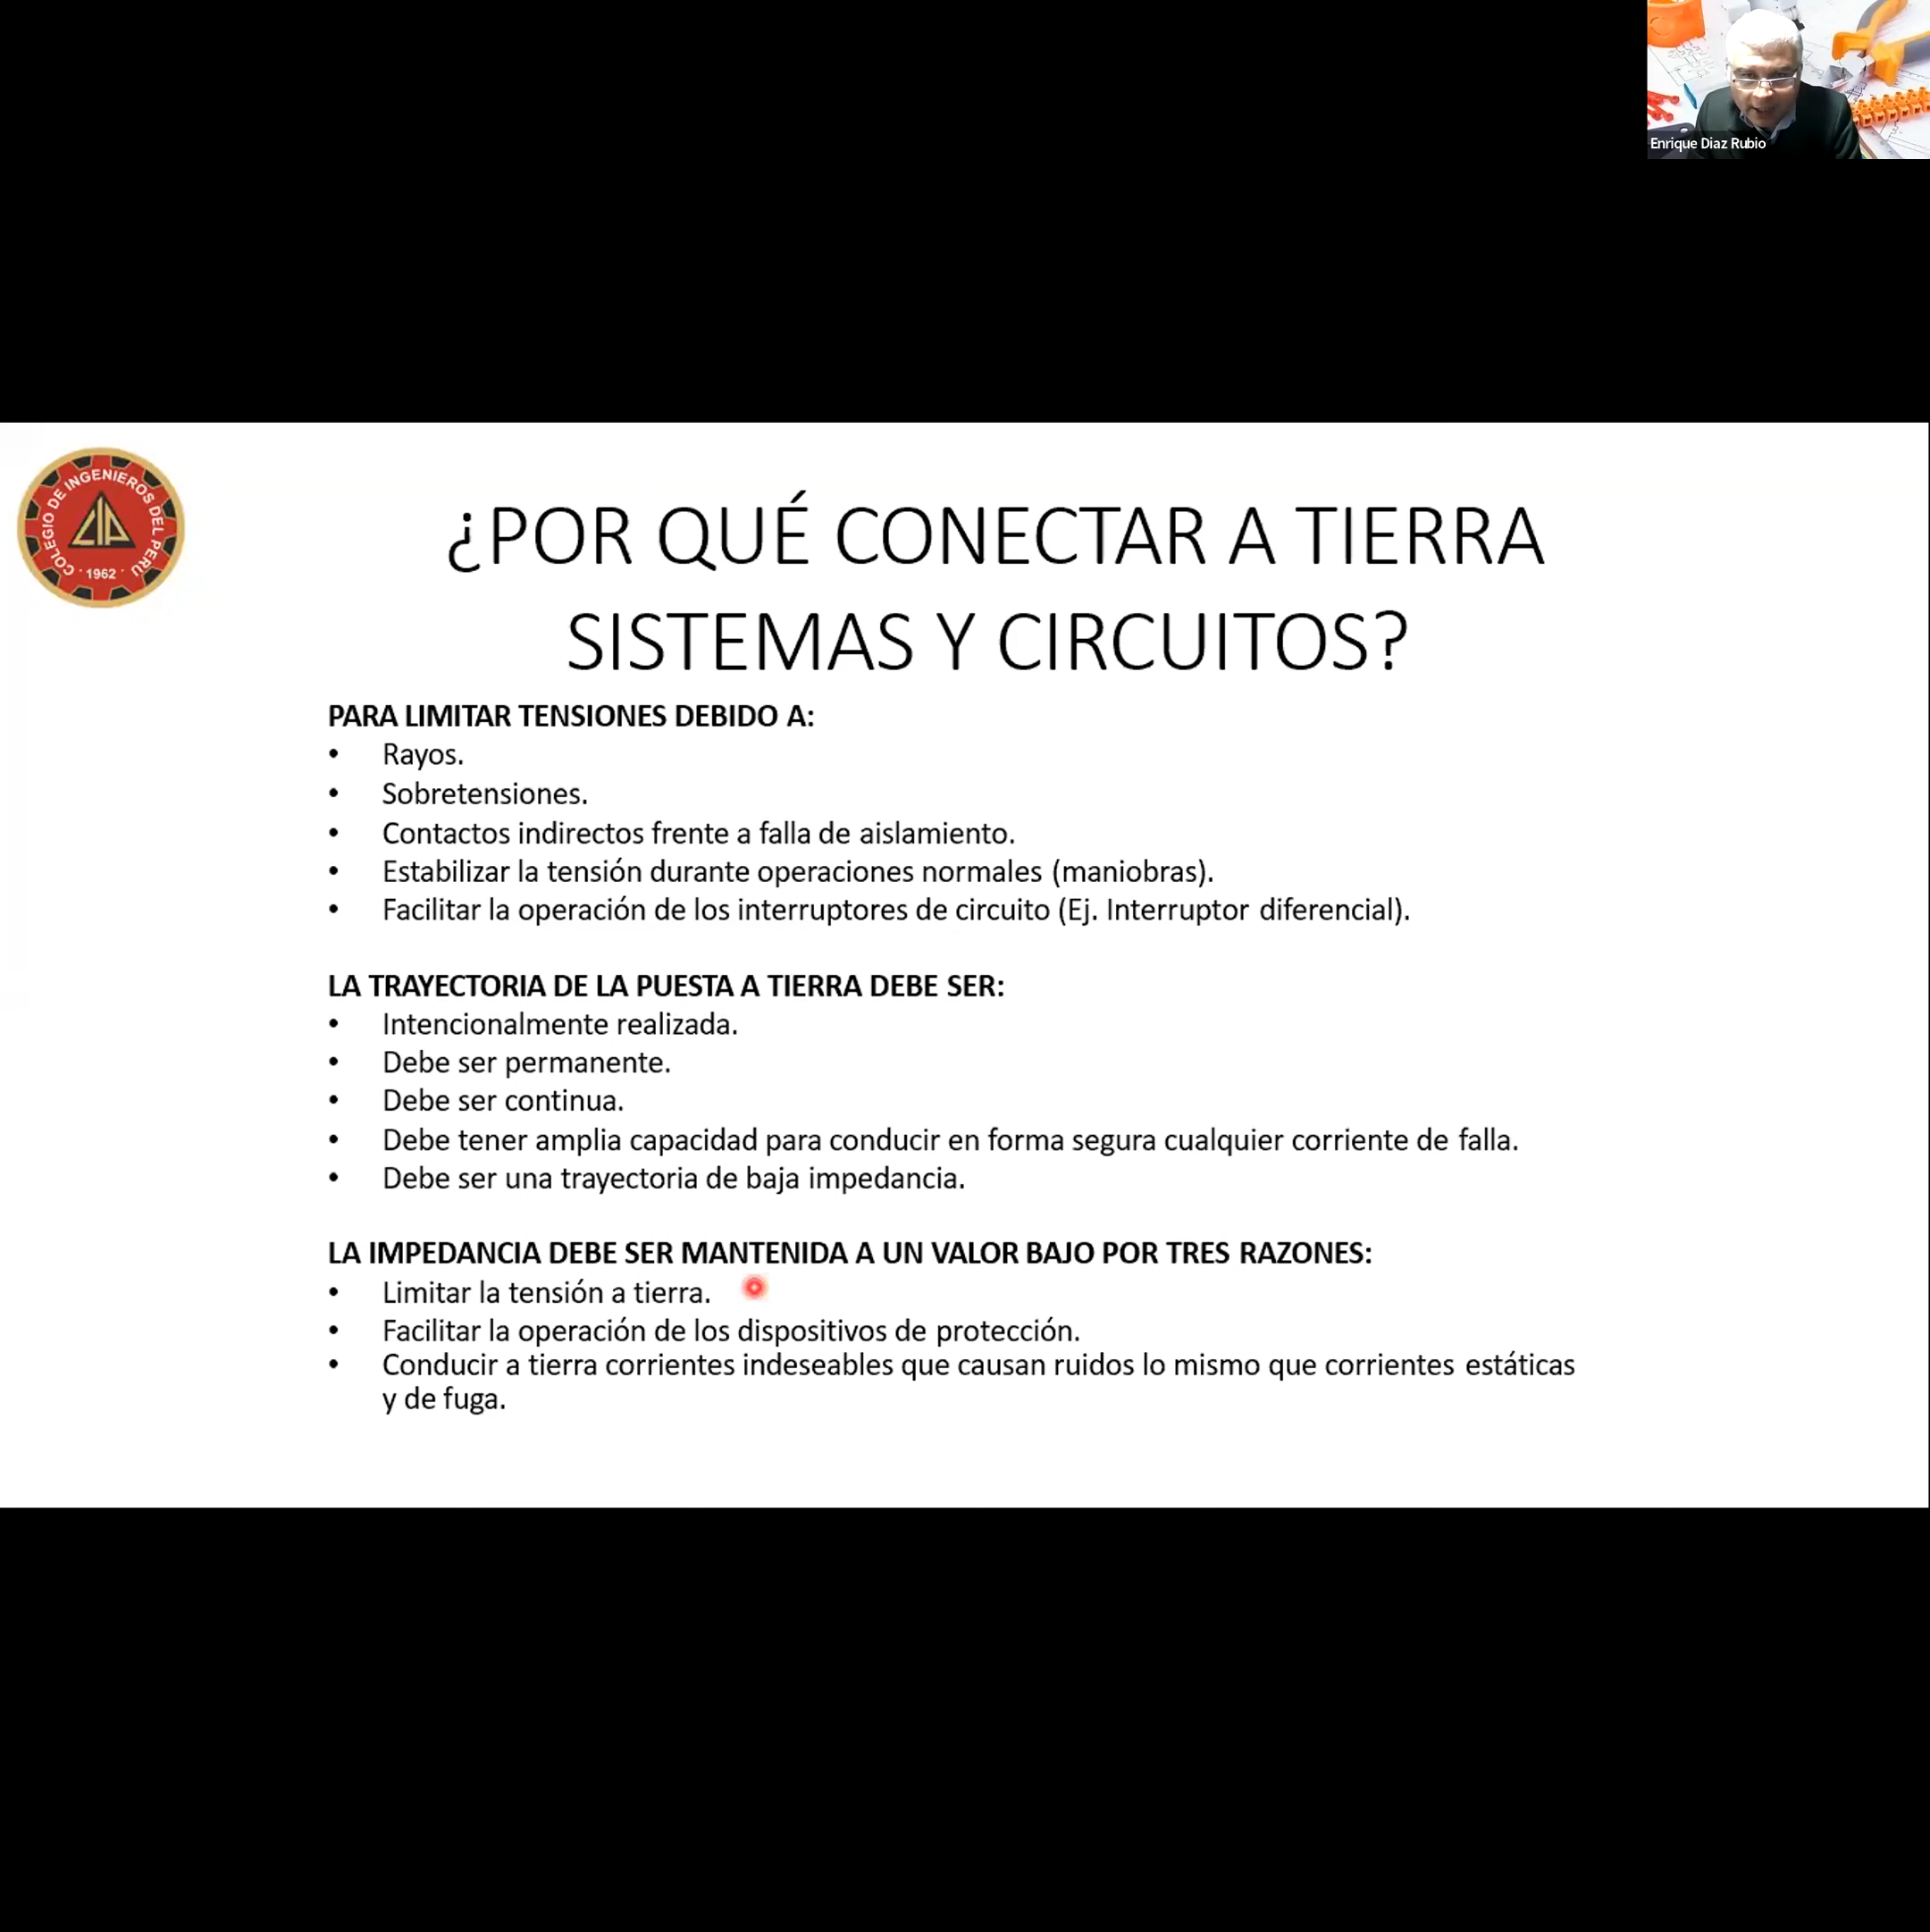 Enrique Diaz Rubio
COLEGIO DE INGENIEROS DEL PERU
CIP
· 1962 ·
¿POR QUÉ CONECTAR A TIERRA
SISTEMAS Y CIRCUITOS?
PARA LIMITAR TENSIONES DEBIDO A:
• Rayos.
• Sobretensiones.
• Contactos indirectos frente a falla de aislamiento.
• Estabilizar la tensión durante operaciones normales (maniobras).
• Facilitar la operación de los interruptores de circuito (Ej. Interruptor diferencial).
LA TRAYECTORIA DE LA PUESTA A TIERRA DEBE SER:
• Intencionalmente realizada.
• Debe ser permanente.
• Debe ser continua.
• Debe tener amplia capacidad para conducir en forma segura cualquier corriente de falla.
• Debe ser una trayectoria de baja impedancia.
LA IMPEDANCIA DEBE SER MANTENIDA A UN VALOR BAJO POR TRES RAZONES:
• Limitar la tensión a tierra.
• Facilitar la operación de los dispositivos de protección.
• Conducir a tierra corrientes indeseables que causan ruidos lo mismo que corrientes estáticas
y de fuga.